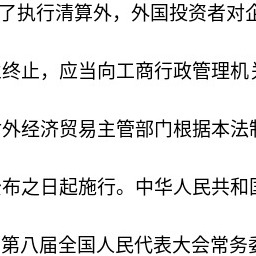 了执行清算外，外国投资者对企
终止，应当向工商行政管理机关
外经济贸易主管部门根据本法制
布之日起施行。中华人民共和国
第八届全国人民代表大会常务委